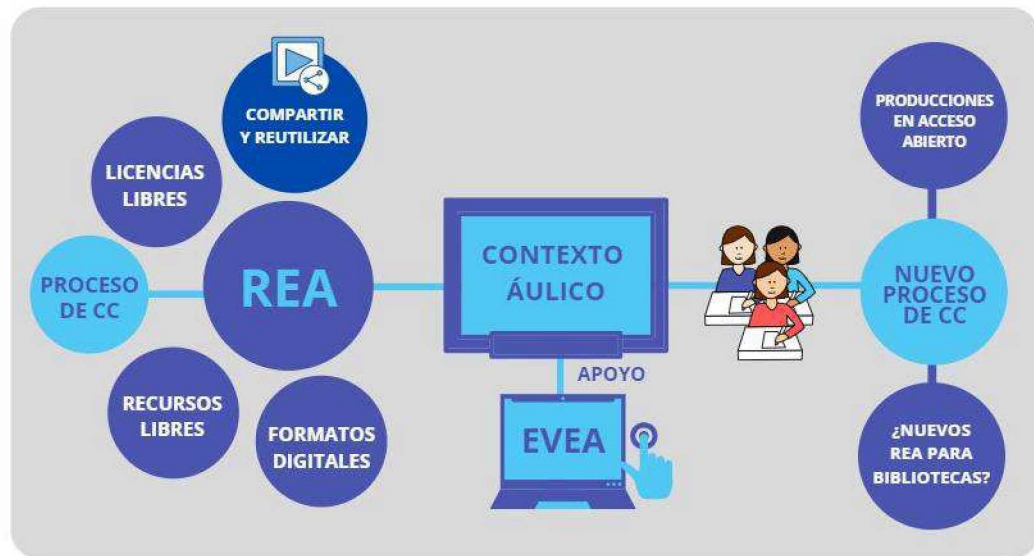 COMPARTIR
Y REUTILIZAR
LICENCIAS
LIBRES
PROCESO
DE CC
REA
RECURSOS
LIBRES
FORMATOS
DIGITALES
CONTEXTO
ÁULICO
APOYO
EVEA
PRODUCCIONES
EN ACCESO
ABIERTO
NUEVO
PROCESO
DE CC
¿NUEVOS
REA PARA
BIBLIOTECAS?